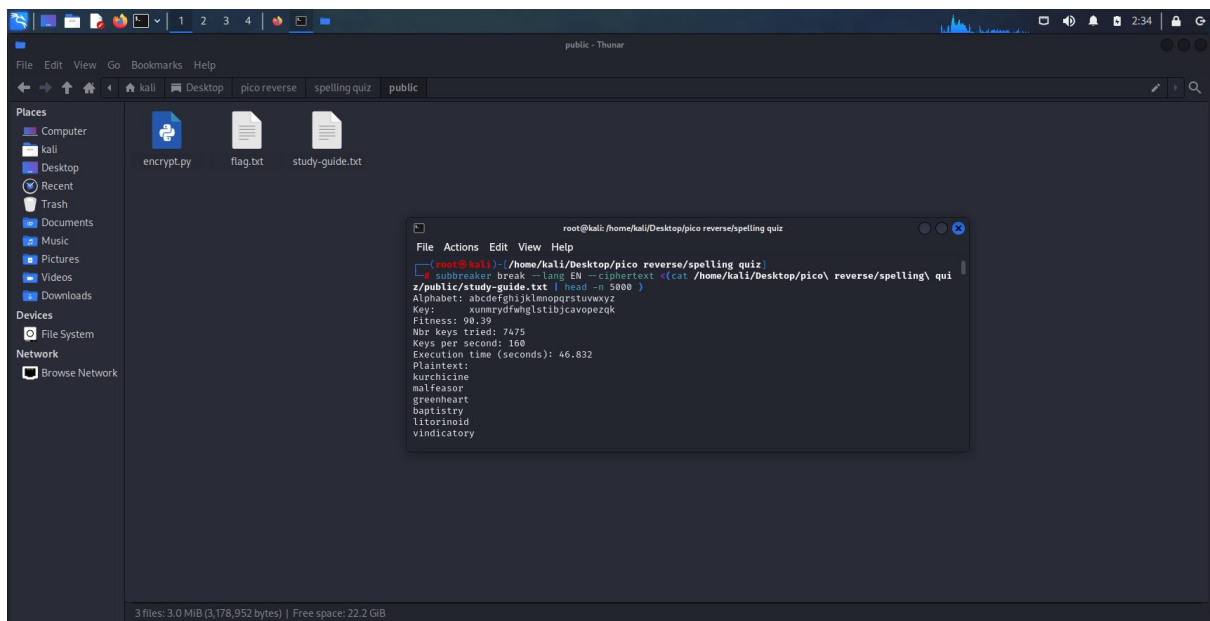 1 2 3 4
2:34
public - Thunar
File Edit View Go Bookmarks Help
kali Desktop pico reverse spelling quiz public
Places
Computer
kali
Desktop
Recent
Trash
Documents
Music
Pictures
Videos
Downloads
Devices
File System
Network
Browse Network
encrypt.py flag.txt study-guide.txt
root@kali: /home/kali/Desktop/pico reverse/spelling quiz
File Actions Edit View Help
(root㉿kali)-[/home/kali/Desktop/pico reverse/spelling quiz]
# subbreaker break --lang EN --ciphertext <(cat /home/kali/Desktop/pico\ reverse/spelling\ qui
z/public/study-guide.txt | head -n 5000 )
Alphabet: abcdefghijklmnopqrstuvwxyz
Key: xunmrydfwhglstibjcavopezqk
Fitness: 90.39
Nbr keys tried: 7475
Keys per second: 160
Execution time (seconds): 46.832
Plaintext:
kurchicine
malfeasor
greenheart
baptistry
litorinoid
vindicatory
3 files: 3.0 MiB (3,178,952 bytes) | Free space: 22.2 GiB